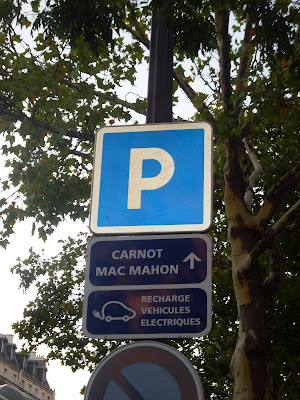 P
CARNOT
MAC MAHON
RECHARGE
VEHICULES
ELECTRIQUES